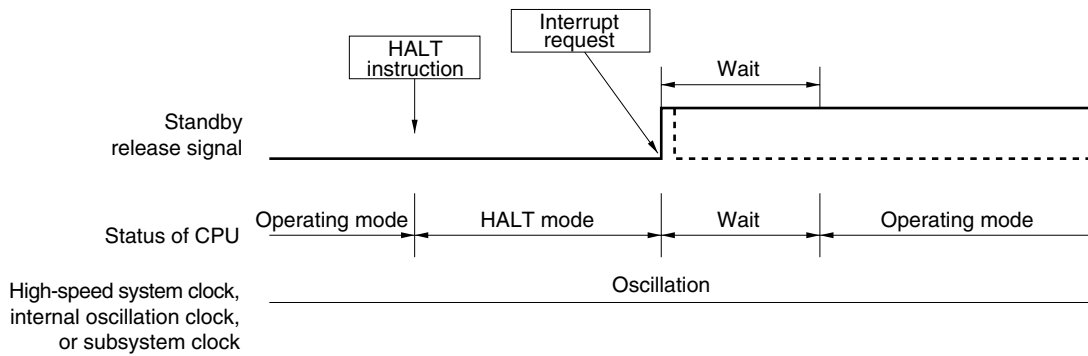 Interrupt
request
HALT
instruction
Wait
Standby
release signal
Status of CPU
Operating mode
HALT mode
Wait
Operating mode
High-speed system clock,
internal oscillation clock,
or subsystem clock
Oscillation